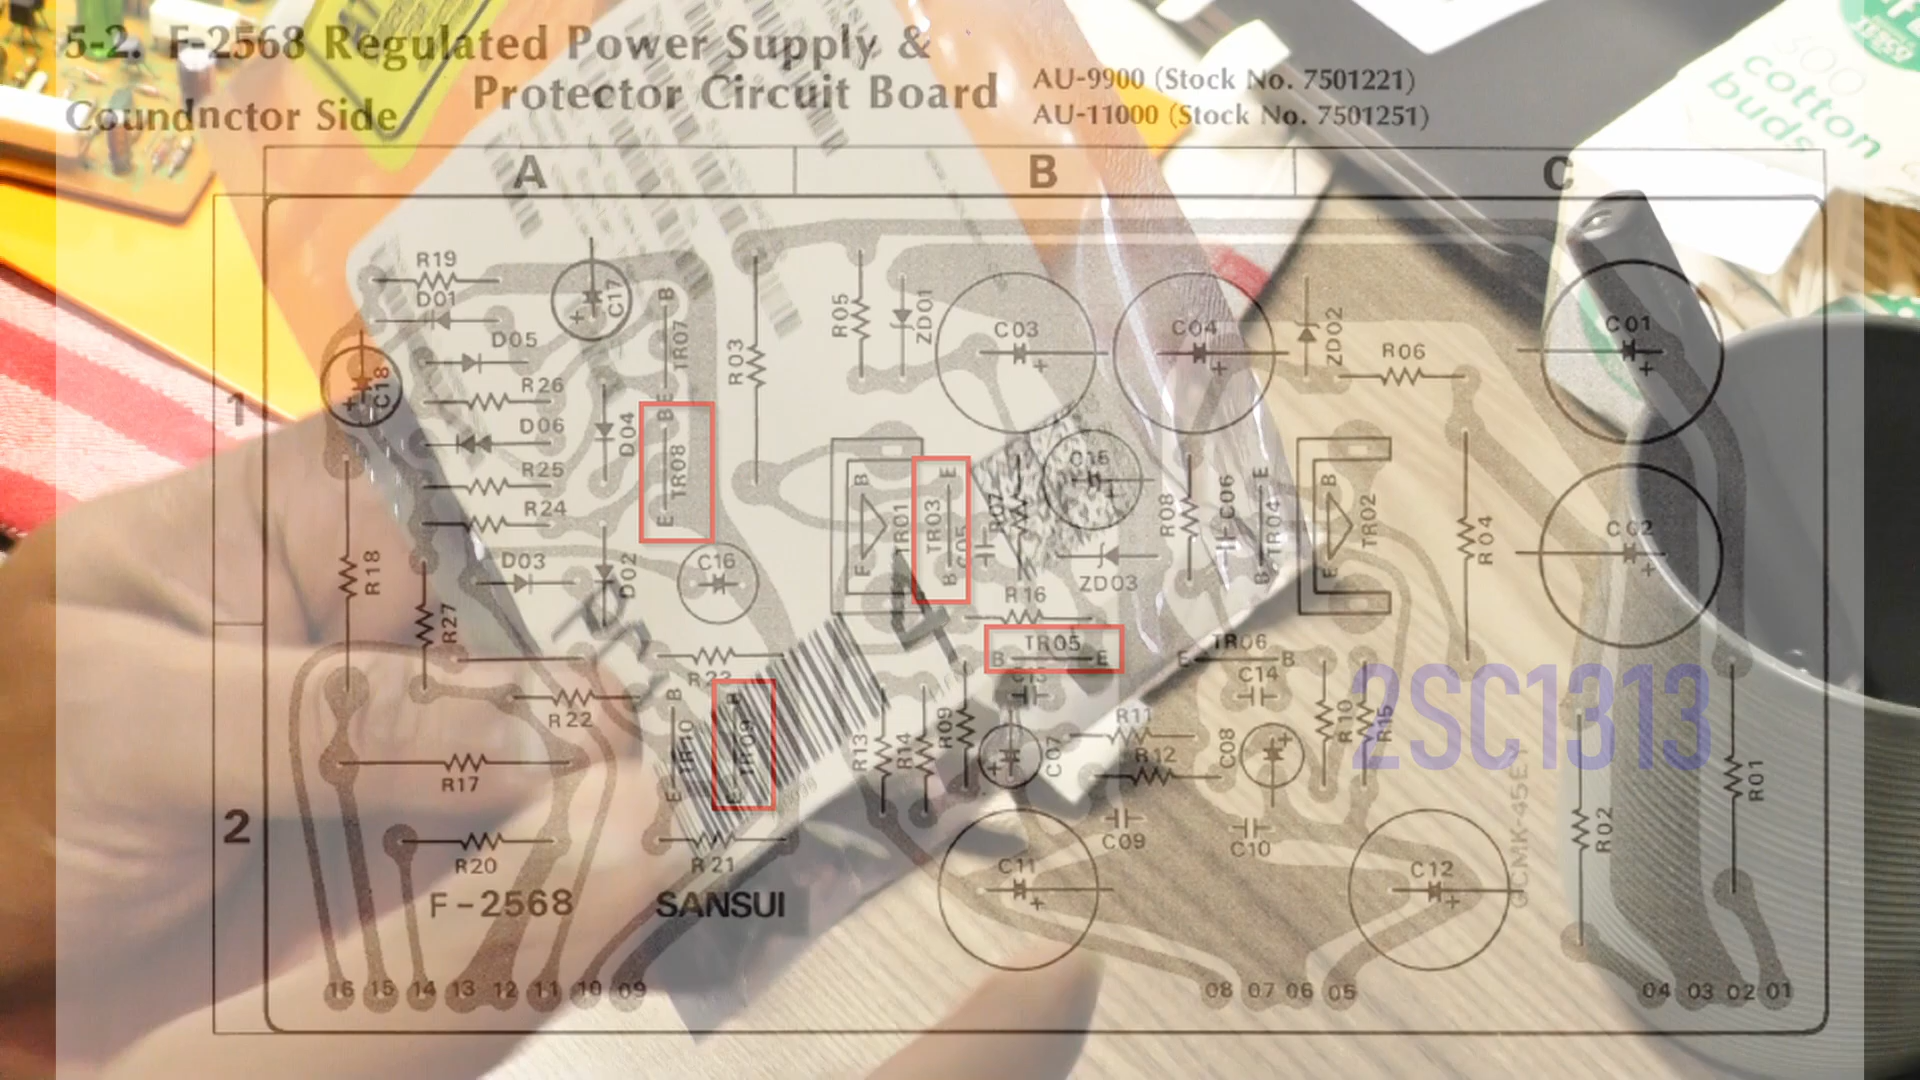 5-2. F-2568 Regulated Power Supply &
Protector Circuit Board
AU-9900 (Stock No. 7501221)
AU-11000 (Stock No. 7501251)
Coundnctor Side
500
cotton
buds
TESCO
A
B
C
R19
D01
C17
B
TR07
E
D05
C18
R26
D04
D06
R25
R24
B
TR08
E
D03
D02
C16
R18
R27
R03
R05
ZD01
C03
C04
ZD02
R06
C01
1
B
TR01
E
TR03
B
C05
R07
C15
R08
C06
E
TR04
B
B
TR02
E
R04
C02
ZD03
R16
TR05
B
E
TR06
E
B
C14
2SC1313
R22
R17
R20
R21
B
TR10
E
B
TR09
E
R13
R14
R09
C07
R11
R12
C08
R10
R15
C09
C10
C11
C12
R02
R01
2
F-2568
SANSUI
16 15 14 13 12 11 10 09
08 07 06 05
04 03 02 01